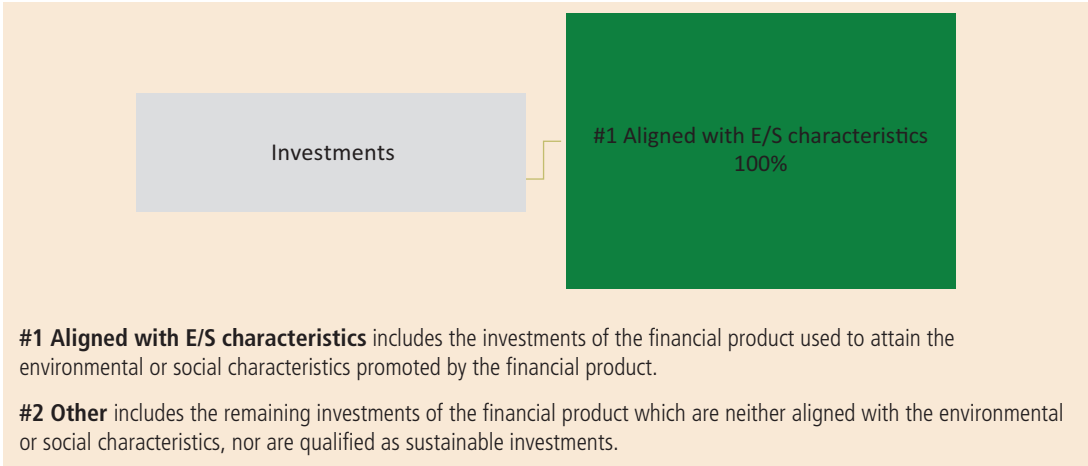 Investments
#1 Aligned with E/S characteristics
100%
#1 Aligned with E/S characteristics includes the investments of the financial product used to attain the
environmental or social characteristics promoted by the financial product.
#2 Other includes the remaining investments of the financial product which are neither aligned with the environmental
or social characteristics, nor are qualified as sustainable investments.